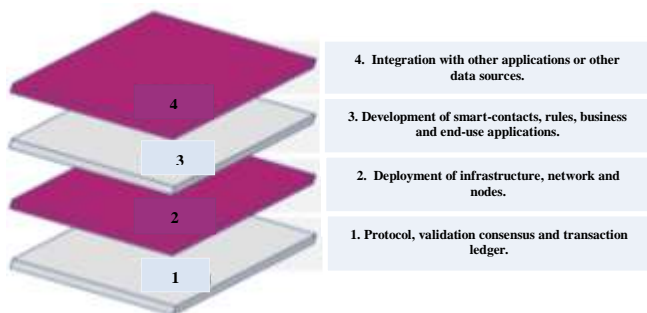 4
4. Integration with other applications or other
data sources.
3
3. Development of smart-contacts, rules, business
and end-use applications.
2
2. Deployment of infrastructure, network and
nodes.
1
1. Protocol, validation consensus and transaction
ledger.